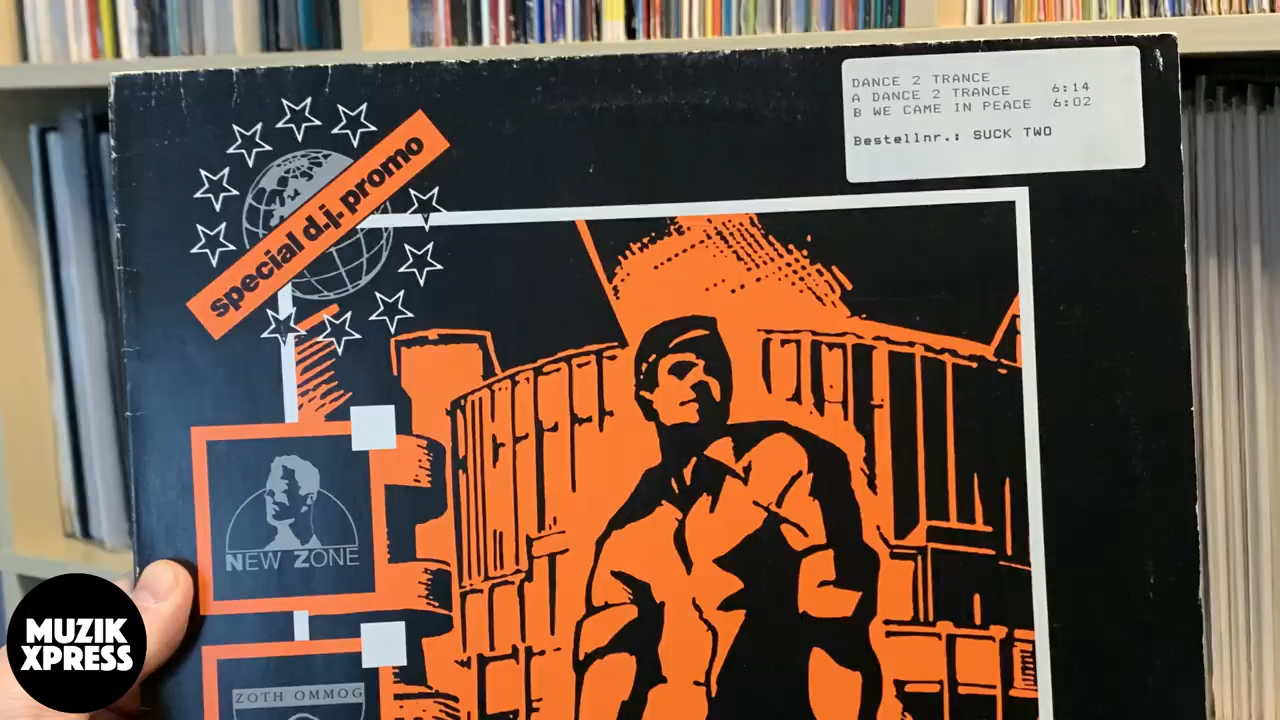 DANCE 2 TRANCE
A DANCE 2 TRANCE 6:14
B WE CAME IN PEACE 6:02
Bestellnr.: SUCK TWO
special d.j. promo
NEW ZONE
ZOTH OMMOG
MUZIK
XPRESS